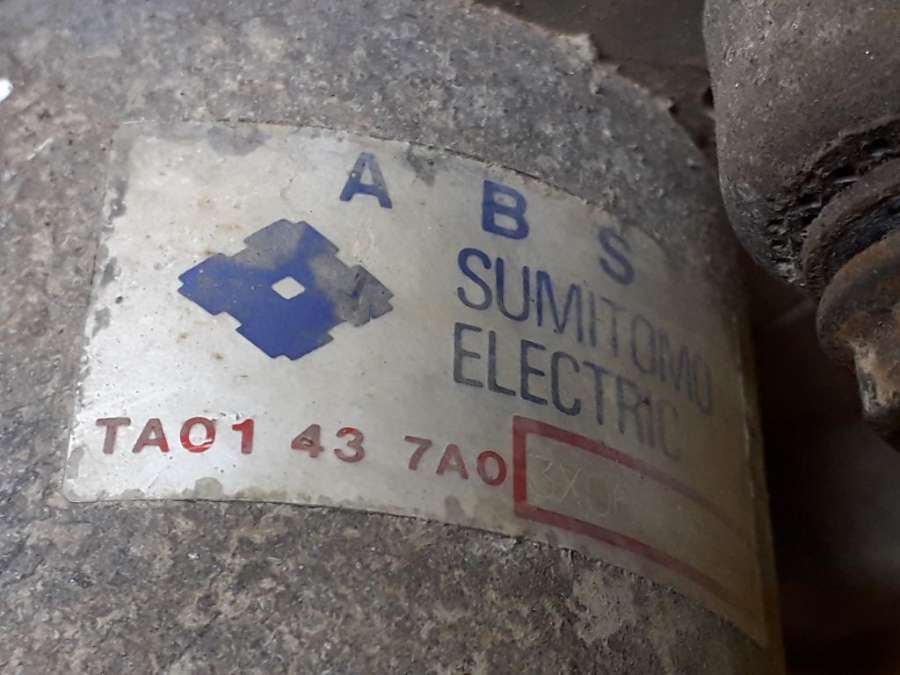 A B S
SUMITOMO
ELECTRIC
TA01 43 7A0